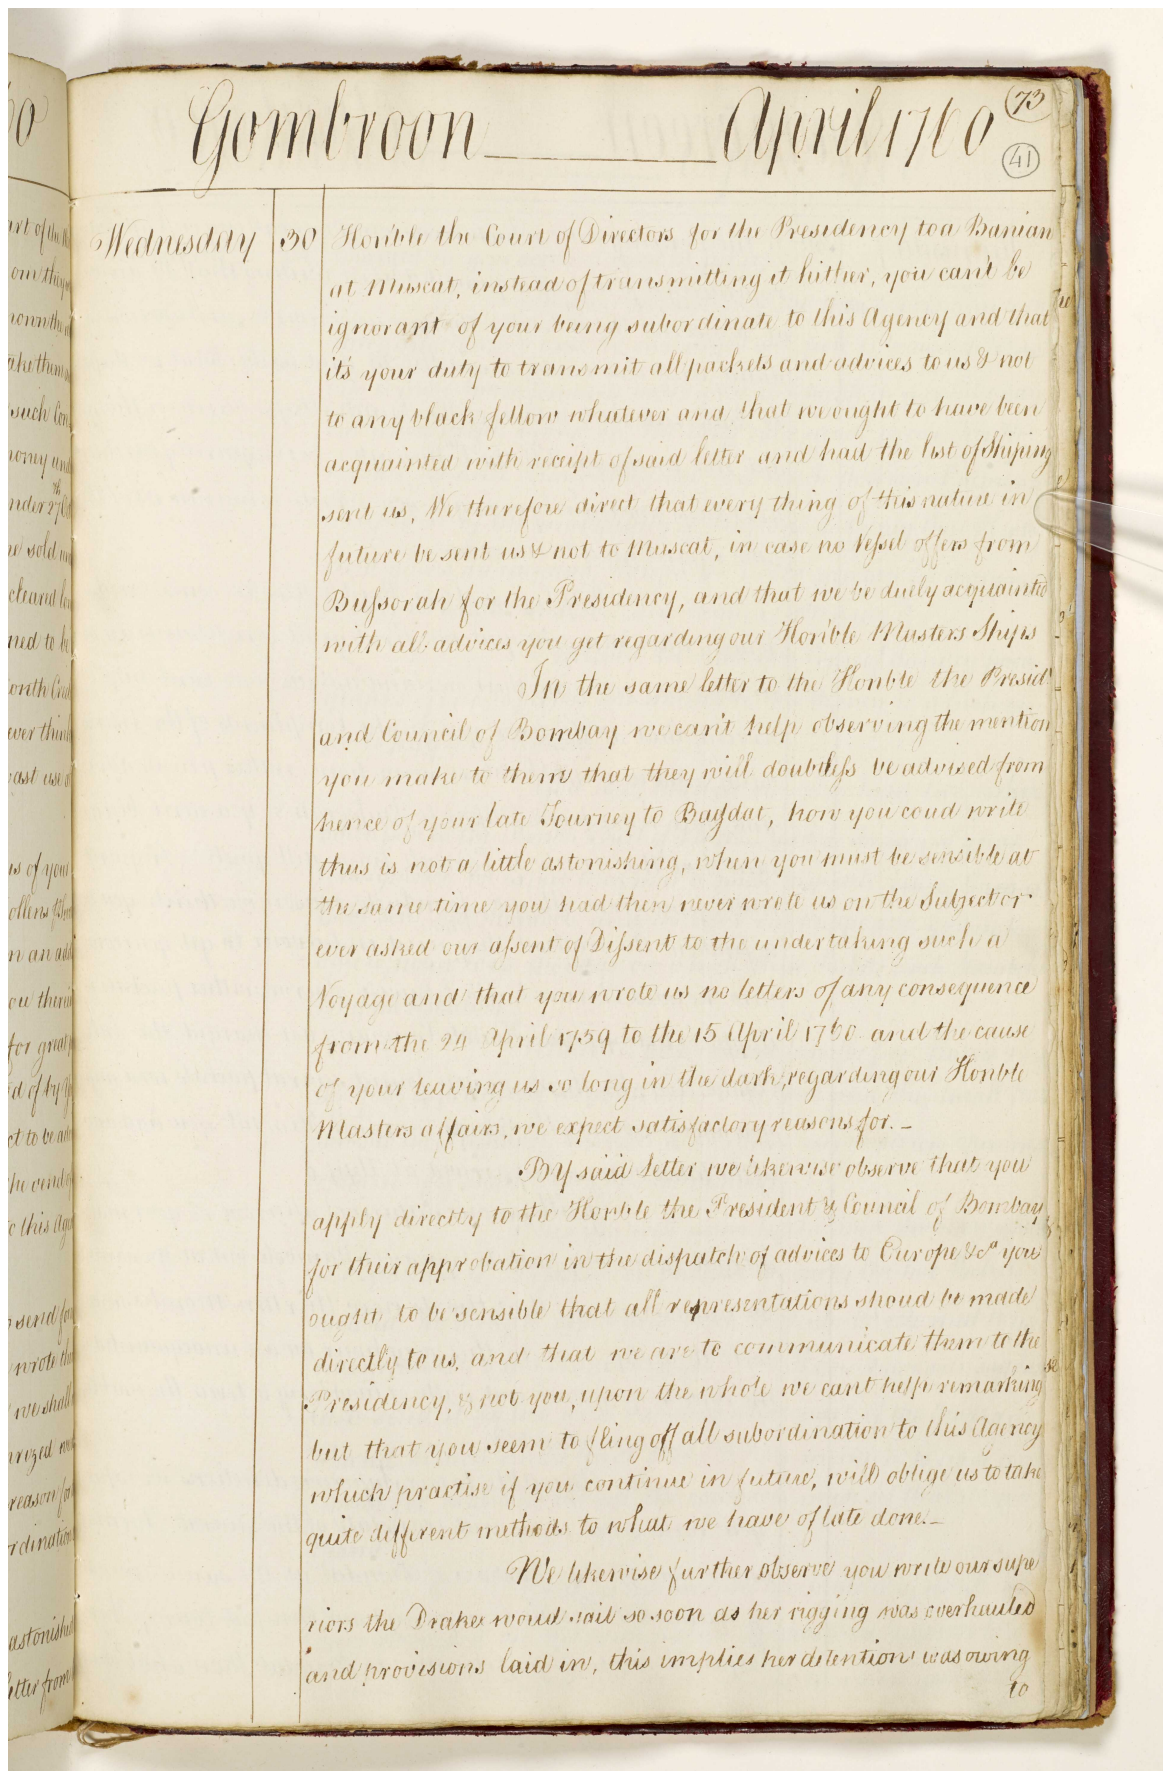 Gombroon April 1760
73
41
Wednesday 30 Honble the Court of Directors for the Presidency to a Banian
at Muscat, instead of transmitting it hither, you can't be
ignorant of your being subordinate to this Agency and that
it's your duty to transmit all packets and advices to us & not
to any black fellow whatever and that we ought to have been
acquainted with receipt of said letter and had the list of Shiping
sent us, We therefore direct that every thing of this nature in
future be sent us & not to Muscat, in case no Vessel offers from
Bussorah for the Presidency, and that we be duely acquainted
with all advices you get regarding our Honble Masters Ships
In the same letter to the Honble the Presid.t
and Council of Bombay we can't help observing the mention
you make to them that they will doubtless be advised from
hence of your late Journey to Bagdat, how you coud write
thus is not a little astonishing, when you must be sensible at
the same time you had then never wrote us on the Subject or
ever asked our assent of Dissent to the undertaking such a
Voyage and that you wrote us no letters of any consequence
from the 24 April 1759 to the 15 April 1760 and the cause
of your leaving us so long in the dark, regarding our Honble
Masters affairs, we expect satisfactory reasons for. -
By said letter we likewise observe that you
apply directly to the Honble the President & Council of Bombay
for their approbation in the dispatch of advices to Europe &ca you
ought to be sensible that all representations shoud be made
directly to us, and that we are to communicate them to the
Presidency, & not you, upon the whole we cant help remarking
but that you seem to fling off all subordination to this Agency
which practise if you continue in future, will oblige us to take
quite different methods to what we have of late done. -
We likewise further observe you write our supe
riors the Drake woud sail so soon as her rigging was overhauled
and provisions laid in, this implies her detention was owing
to